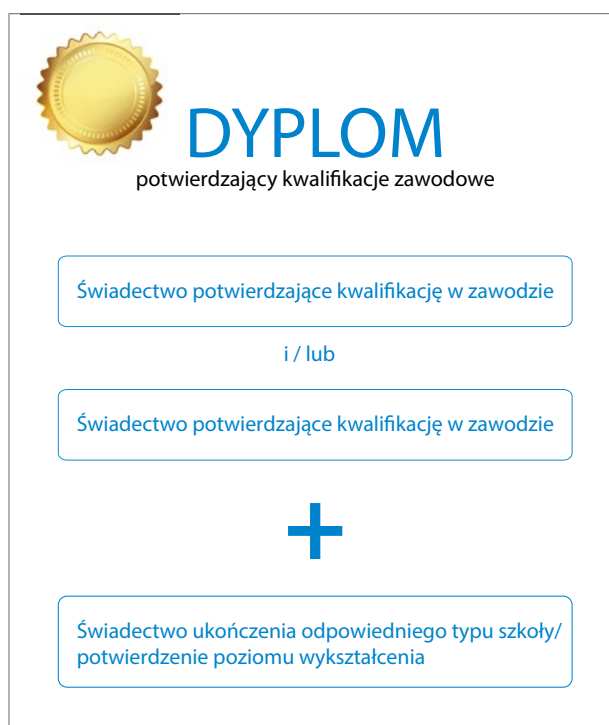 DYPLOM
potwierdzający kwalifikacje zawodowe
Świadectwo potwierdzające kwalifikację w zawodzie
i / lub
Świadectwo potwierdzające kwalifikację w zawodzie
+
Świadectwo ukończenia odpowiedniego typu szkoły/
potwierdzenie poziomu wykształcenia